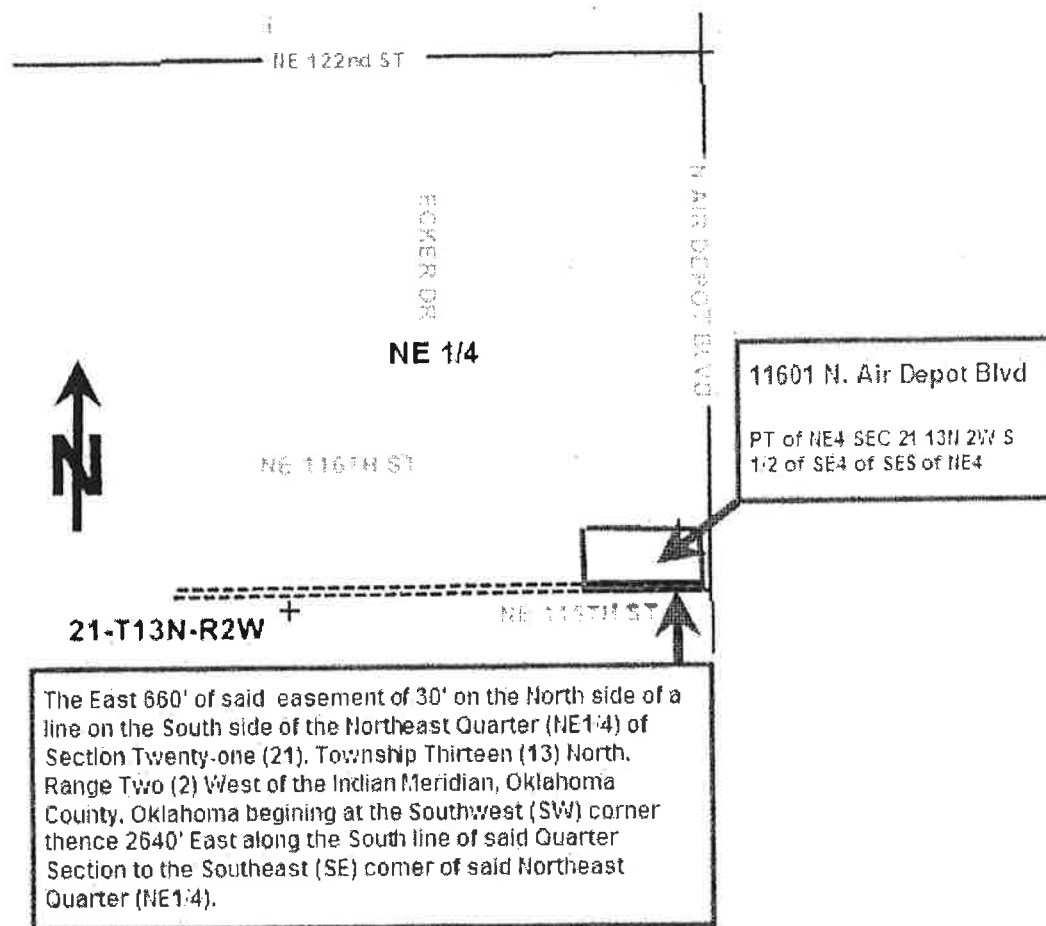 NE 122nd ST
ECKER DR
N AIR DEPOT BLVD
NE 1/4
11601 N. Air Depot Blvd
PT of NE4 SEC 21 13N 2W S
1/2 of SE4 of SES of NE4
N
NE 116TH ST
NE 115TH ST
21-T13N-R2W
The East 660' of said easement of 30' on the North side of a
line on the South side of the Northeast Quarter (NE1/4) of
Section Twenty-one (21), Township Thirteen (13) North,
Range Two (2) West of the Indian Meridian, Oklahoma
County, Oklahoma begining at the Southwest (SW) corner
thence 2640' East along the South line of said Quarter
Section to the Southeast (SE) corner of said Northeast
Quarter (NE1/4).